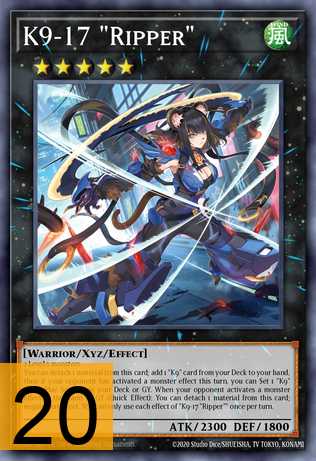 K9-17 "Ripper"
WIND
風
[Warrior/Xyz/Effect]
You can detach 1 material from this card; add 1 "K9" card from your Deck to your hand,
has activated a monster effect this turn, you can Set 1 "K9"
your Deck or GY. When your opponent activates a monster
(Quick Effect): You can detach 1 material from this card;
only use each effect of "K9-17 "Ripper"" once per turn.
20
ATK/2300 DEF/1800
©2020 Studio Dice/SHUEISHA, TV TOKYO, KONAMI